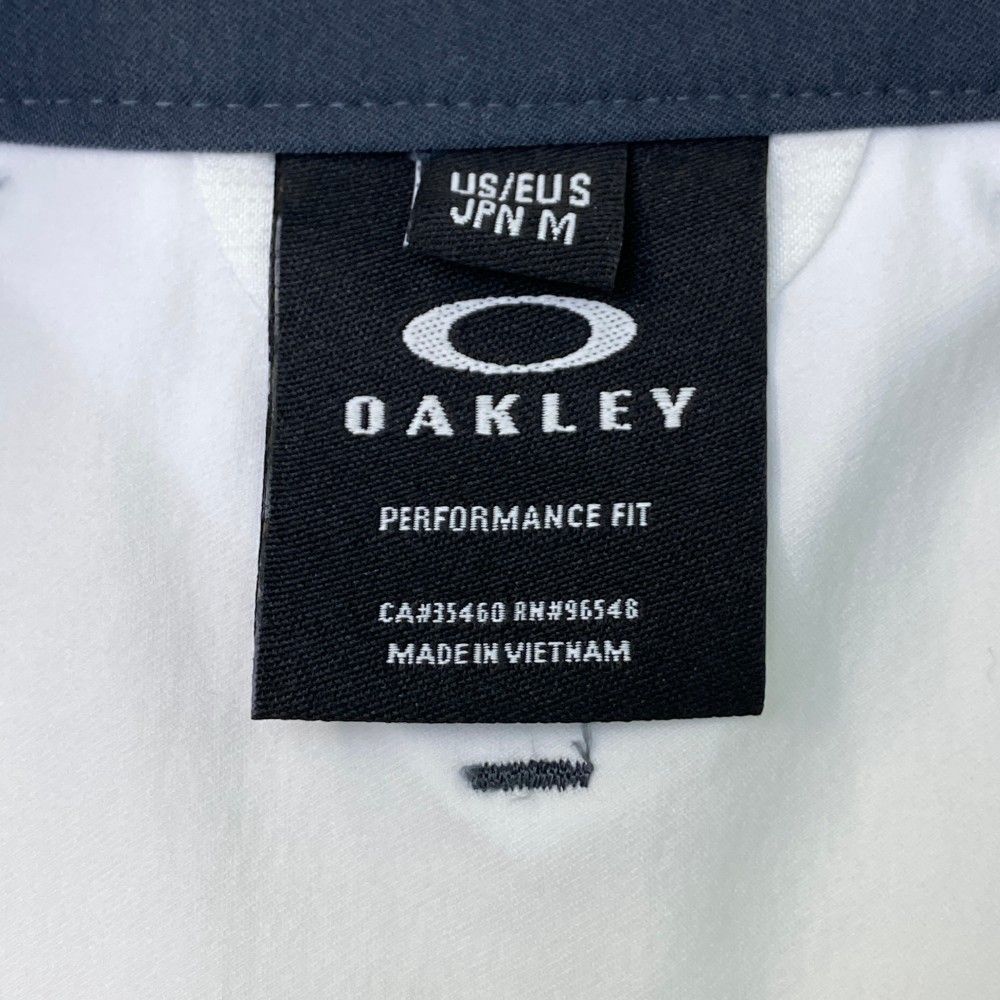 US/EU S
JPN M
OAKLEY
PERFORMANCE FIT
CA#35460 RN#96548
MADE IN VIETNAM